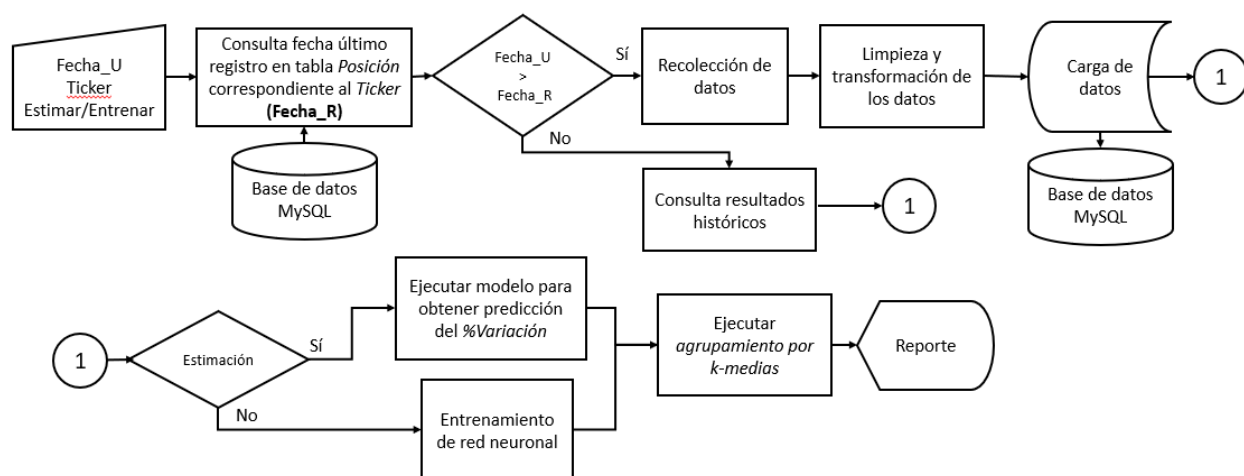 Fecha_U
Ticker
Estimar/Entrenar
Consulta fecha último
registro en tabla Posición
correspondiente al Ticker
(Fecha_R)
Base de datos
MySQL
Fecha_U
>
Fecha_R
Sí
No
Recolección de
datos
Limpieza y
transformación de
los datos
Carga de
datos
1
Base de datos
MySQL
Consulta resultados
históricos
1
1
Estimación
Sí
No
Ejecutar modelo para
obtener predicción
del %Variación
Entrenamiento
de red neuronal
Ejecutar
agrupamiento por
k-medias
Reporte